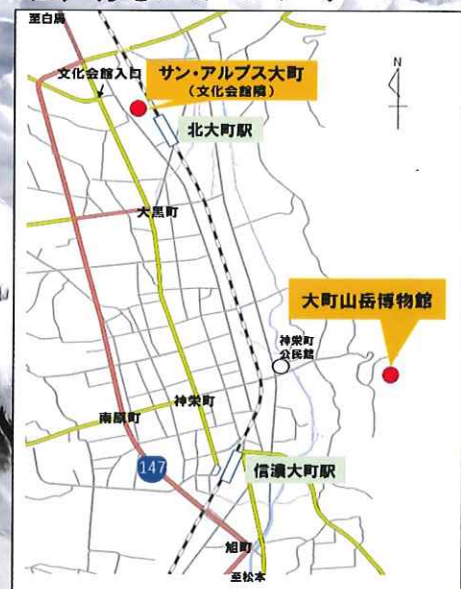 至白馬
文化会館入口
サン・アルプス大町
(文化会館隣)
N
北大町駅
大黒町
大町山岳博物館
神栄町
公民館
神栄町
南原町
147
信濃大町駅
旭町
至松本